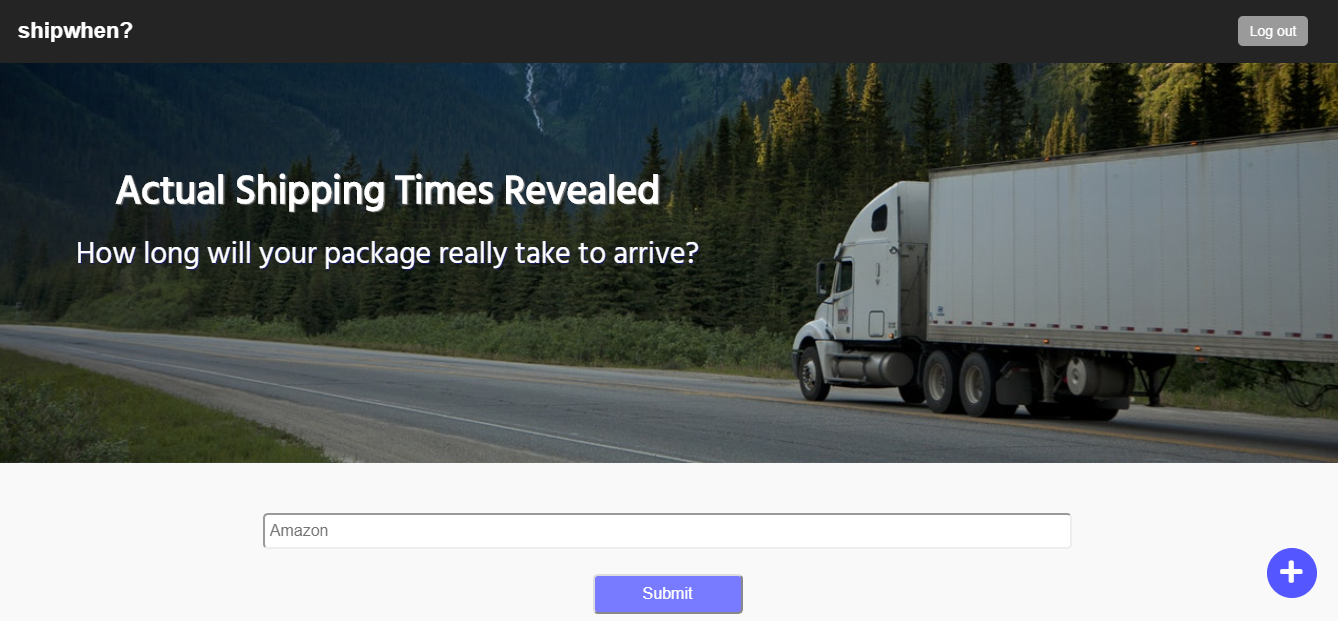 shipwhen?
Log out
Actual Shipping Times Revealed
How long will your package really take to arrive?
Amazon
Submit